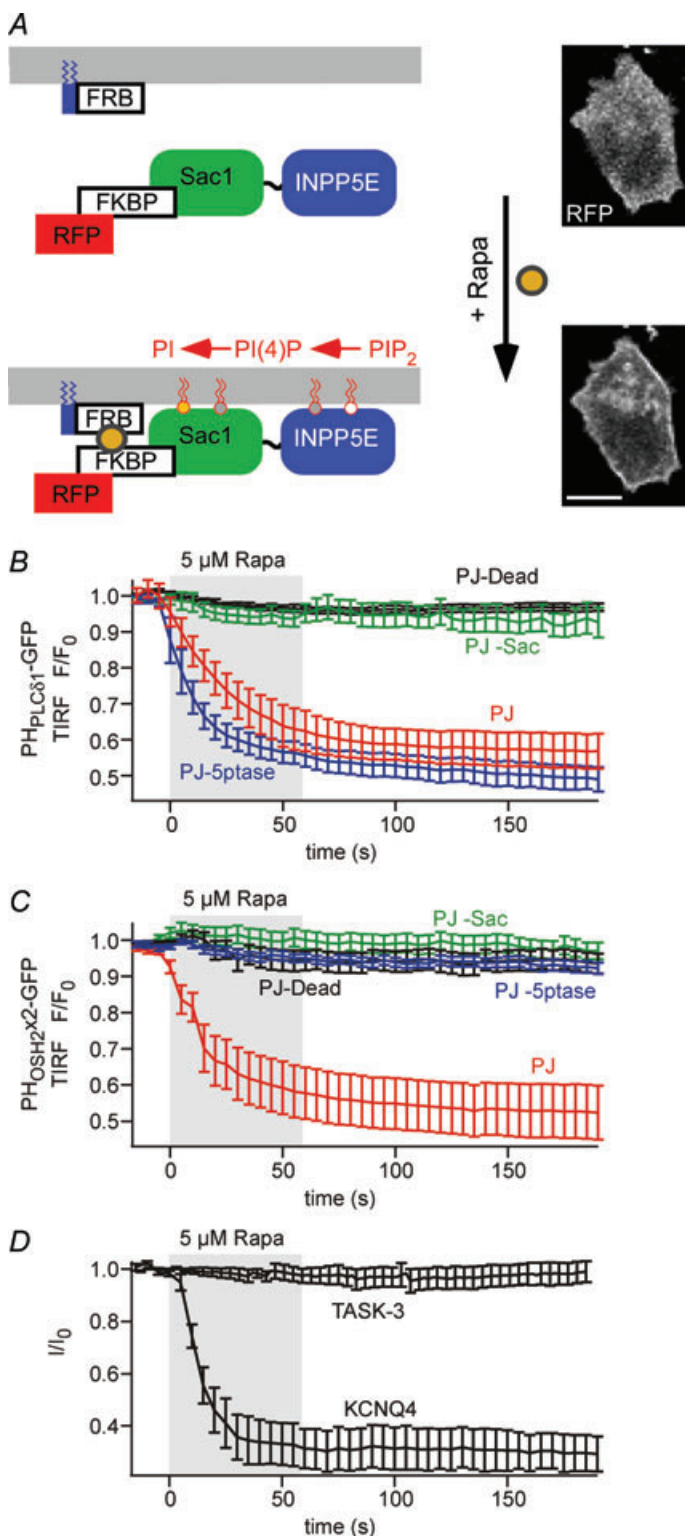 A
FRB
Sac1
INPP5E
FKBP
RFP
RFP
+ Rapa
PI PI(4)P PIP2
FRB
Sac1
INPP5E
FKBP
RFP
B
5 µM Rapa
PJ-Dead
PJ -Sac
PJ
PJ-5ptase
PHPLCδ1-GFP
TIRF F/F0
1.0
0.9
0.8
0.7
0.6
0.5
0 50 100 150
time (s)
C
5 µM Rapa
PJ -Sac
PJ-Dead
PJ -5ptase
PJ
PHOSH2x2-GFP
TIRF F/F0
1.0
0.9
0.8
0.7
0.6
0.5
0 50 100 150
time (s)
D
5 µM Rapa
TASK-3
KCNQ4
I/I0
1.0
0.8
0.6
0.4
0 50 100 150
time (s)